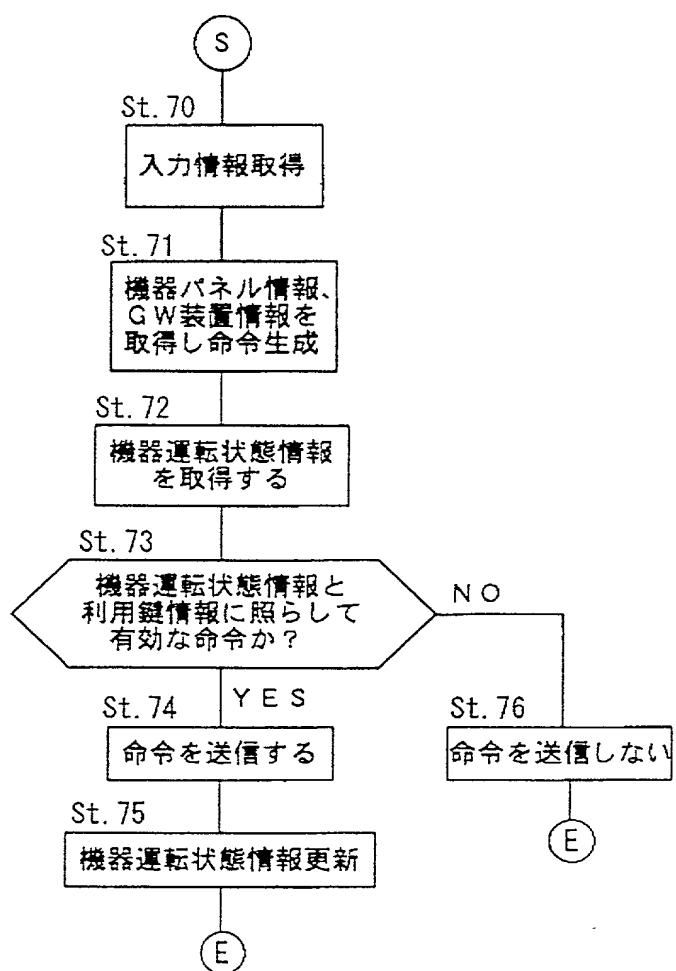 S
St.70
入力情報取得
St.71
機器パネル情報、
GW装置情報を
取得し命令生成
St.72
機器運転状態情報
を取得する
St.73
機器運転状態情報と
利用鍵情報に照らして
有効な命令か？
NO
YES
St.74
命令を送信する
St.76
命令を送信しない
St.75
機器運転状態情報更新
E
E